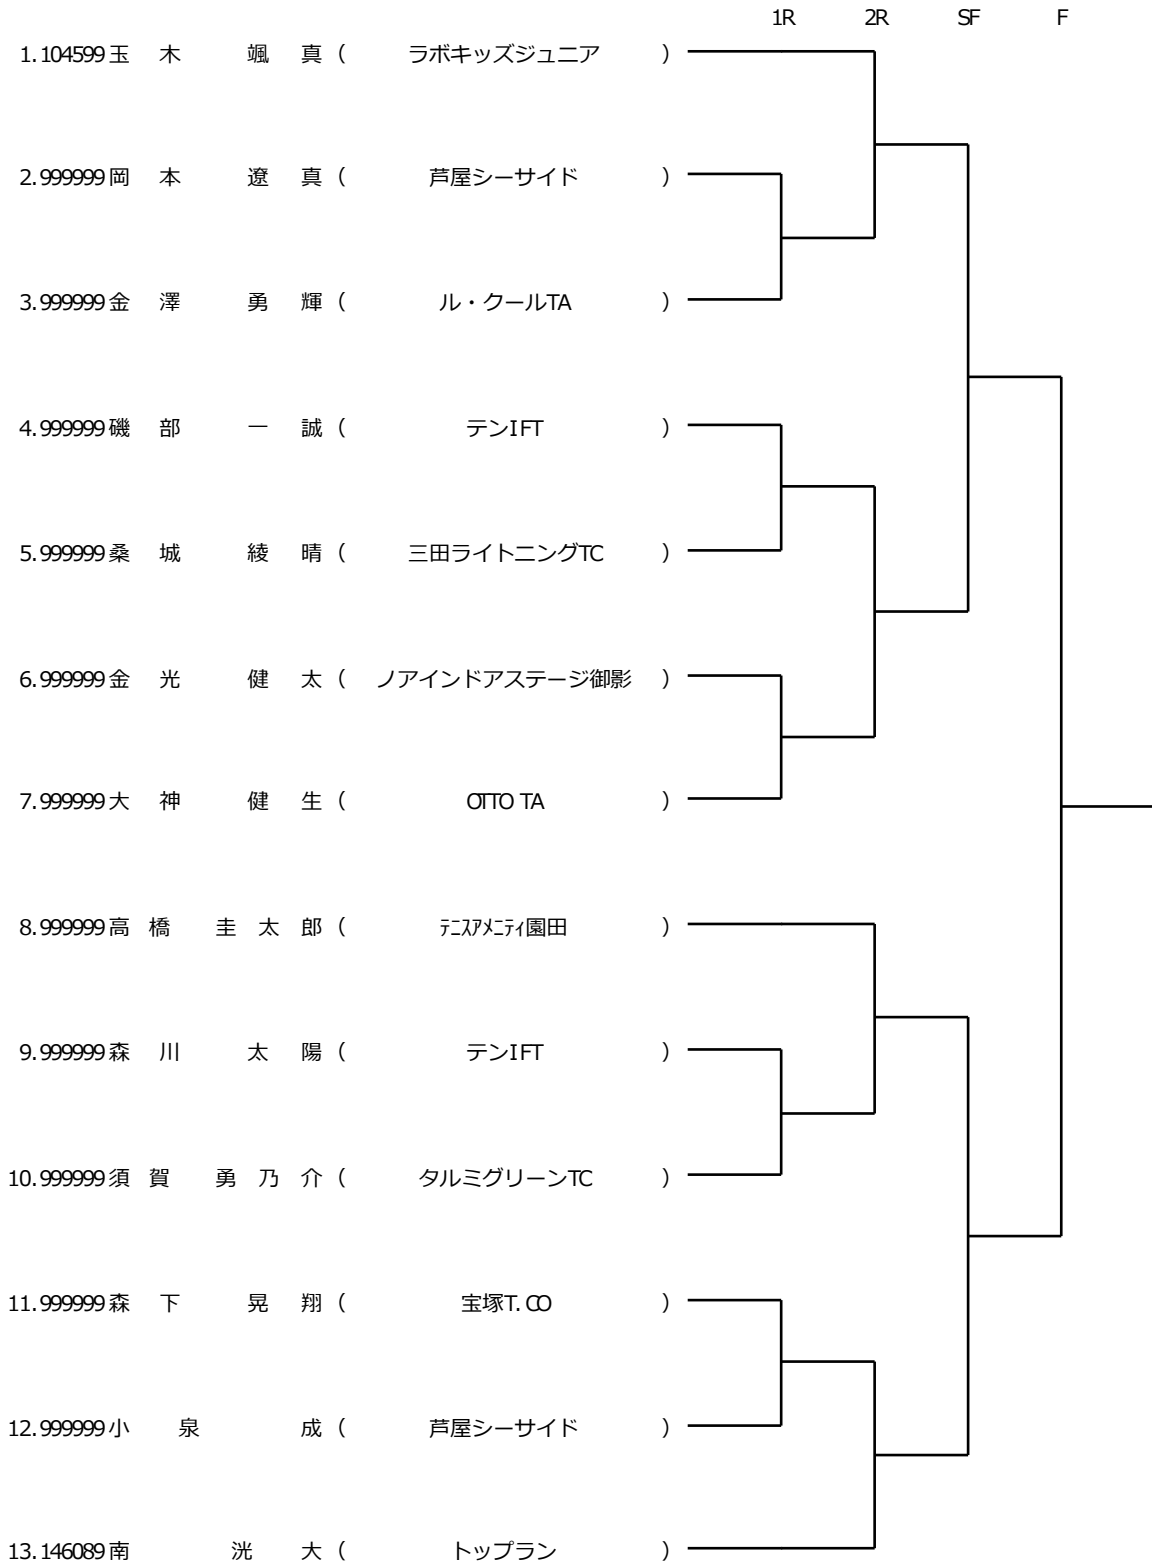 1R 2R SF F
1.104599 玉木 颯真 ( ラボキッズジュニア )
2.999999 岡本 遼真 ( 芦屋シーサイド )
3.999999 金澤 勇輝 ( ル・クールTA )
4.999999 磯部 一誠 ( テンIFT )
5.999999 桑城 綾晴 ( 三田ライトニングTC )
6.999999 金光 健太 ( ノアインドアステージ御影 )
7.999999 大神 健生 ( OTTO TA )
8.999999 高橋 圭太郎 ( ﾃﾆｽｱﾒﾆﾃｨ園田 )
9.999999 森川 太陽 ( テンIFT )
10.999999 須賀 勇乃介 ( タルミグリーンTC )
11.999999 森下 晃翔 ( 宝塚T.CO )
12.999999 小泉 成 ( 芦屋シーサイド )
13.146089 南 洸大 ( トップラン )